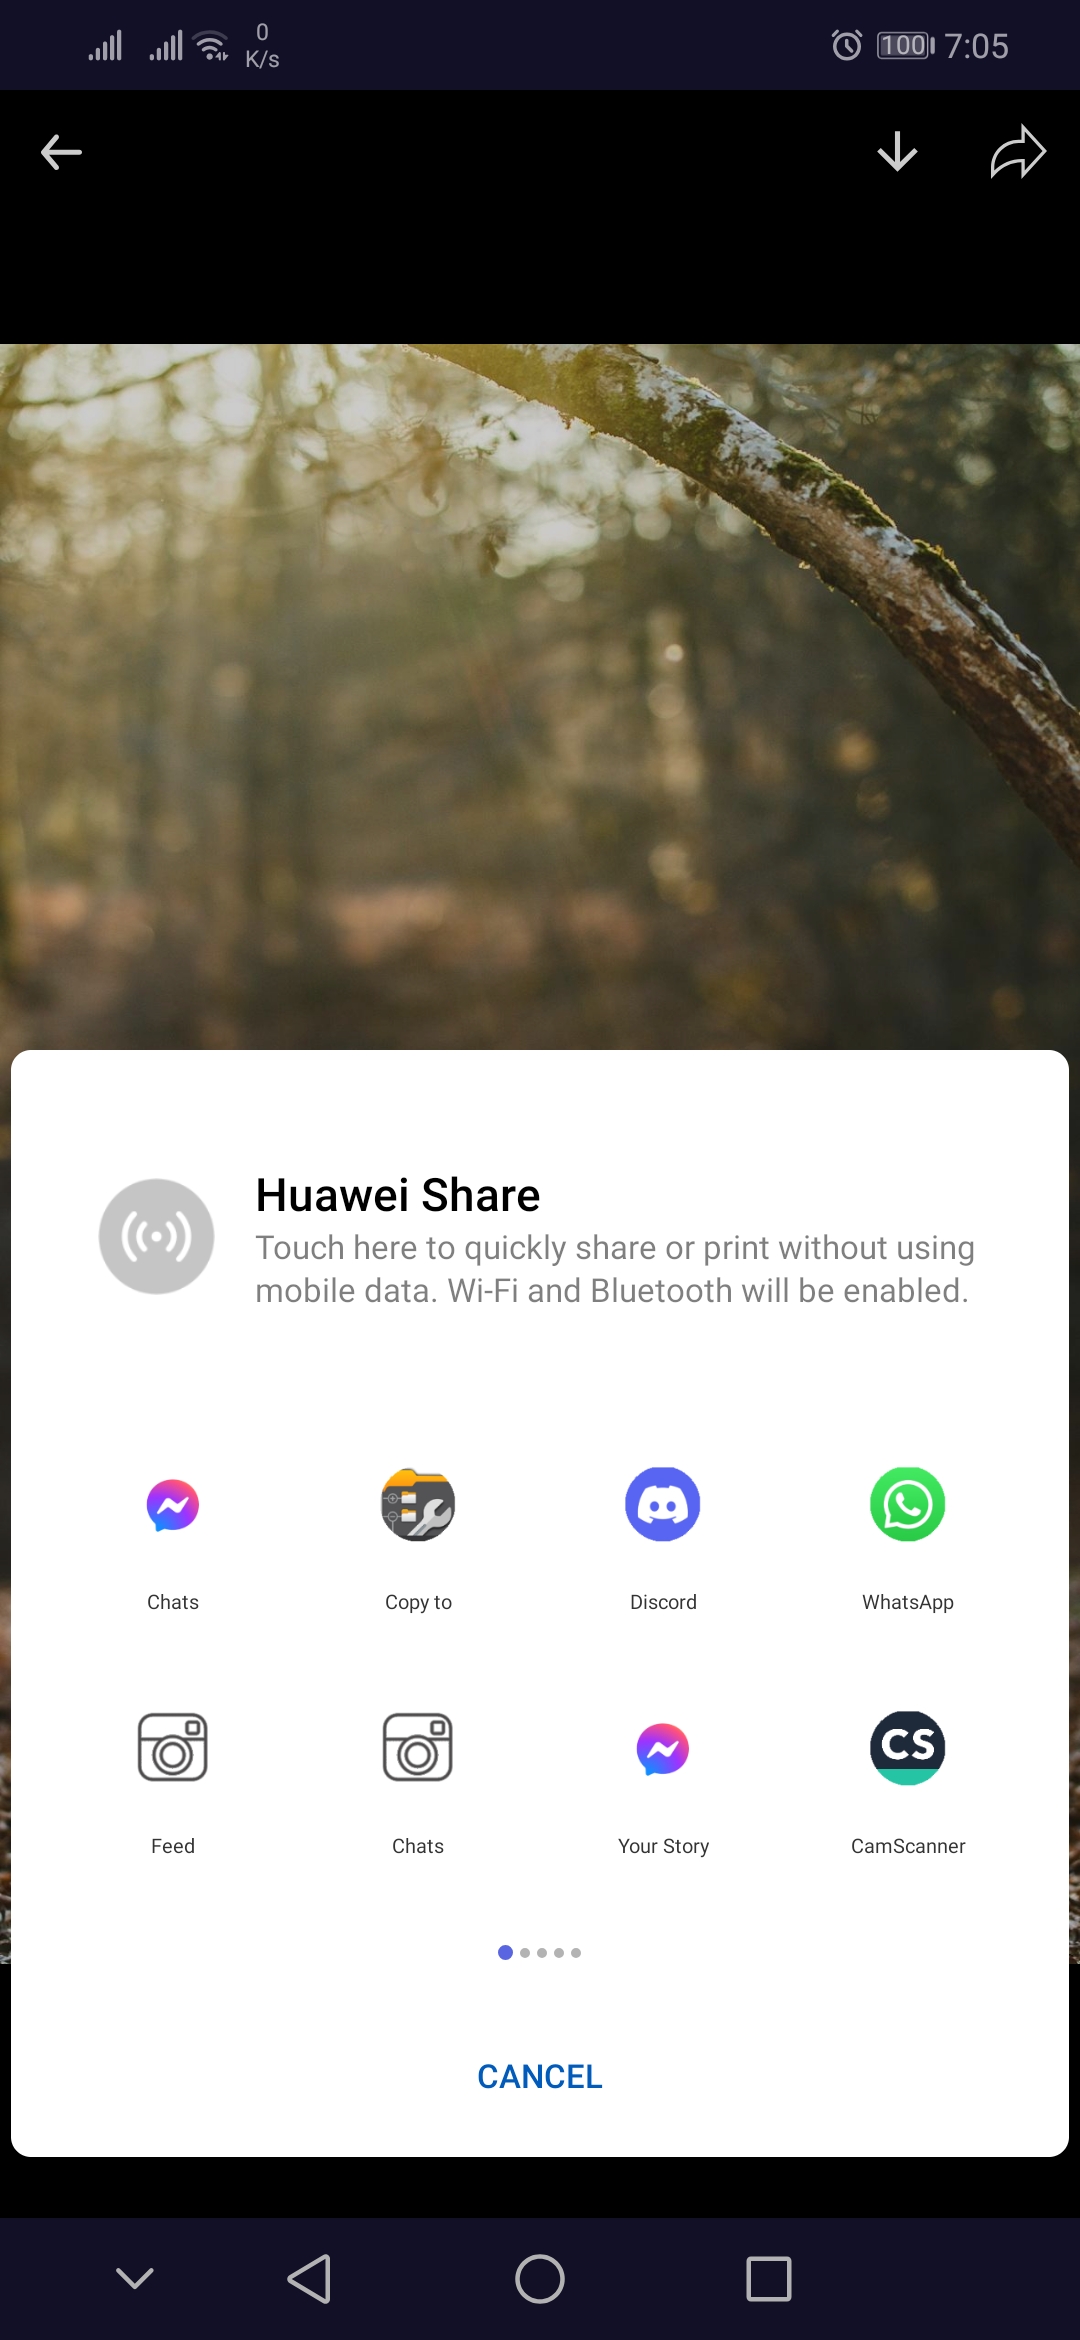 0
K/s
100
7:05
Huawei Share
Touch here to quickly share or print without using
mobile data. Wi-Fi and Bluetooth will be enabled.
Chats
Copy to
Discord
WhatsApp
CS
Feed
Chats
Your Story
CamScanner
CANCEL